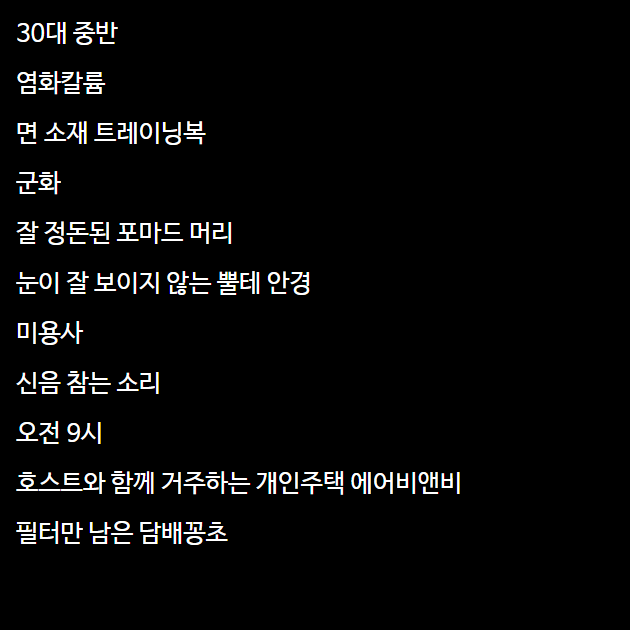 30대 중반
염화칼륨
면 소재 트레이닝복
군화
잘 정돈된 포마드 머리
눈이 잘 보이지 않는 뿔테 안경
미용사
신음 참는 소리
오전 9시
호스트와 함께 거주하는 개인주택 에어비앤비
필터만 남은 담배꽁초